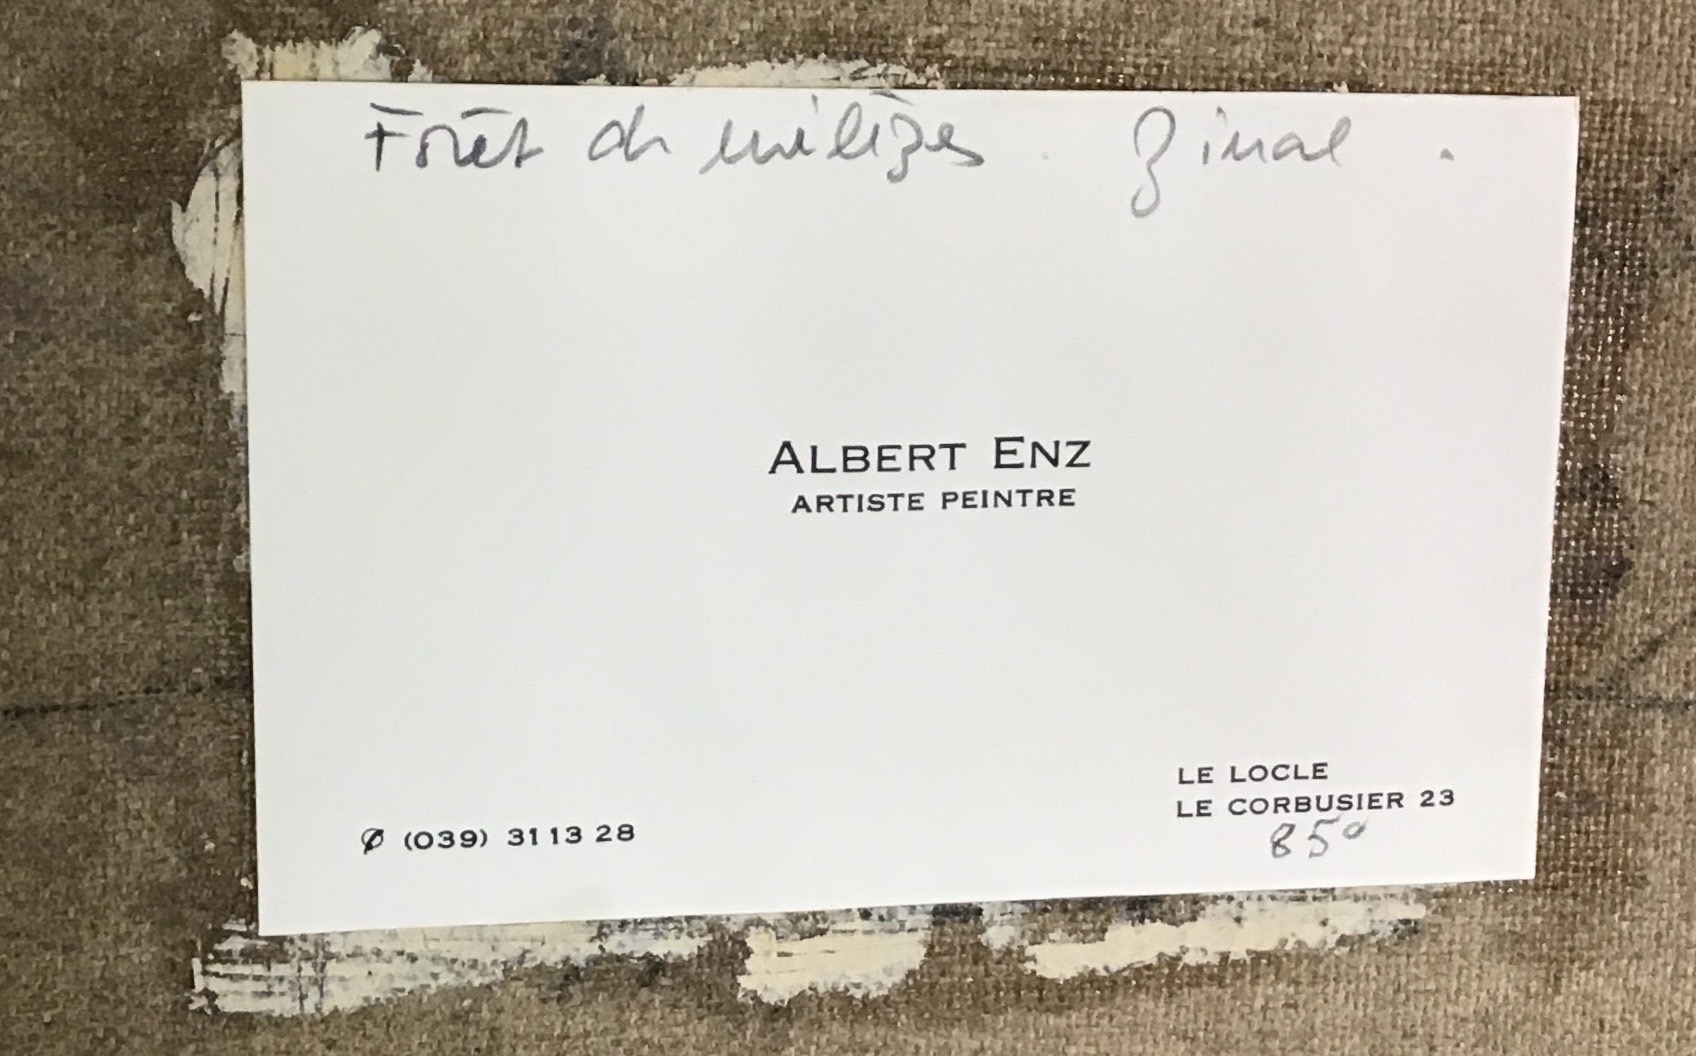 Forêt de mélèzes. Zinal.
ALBERT ENZ
ARTISTE PEINTRE
LE LOCLE
LE CORBUSIER 23
(039) 31 13 28
850